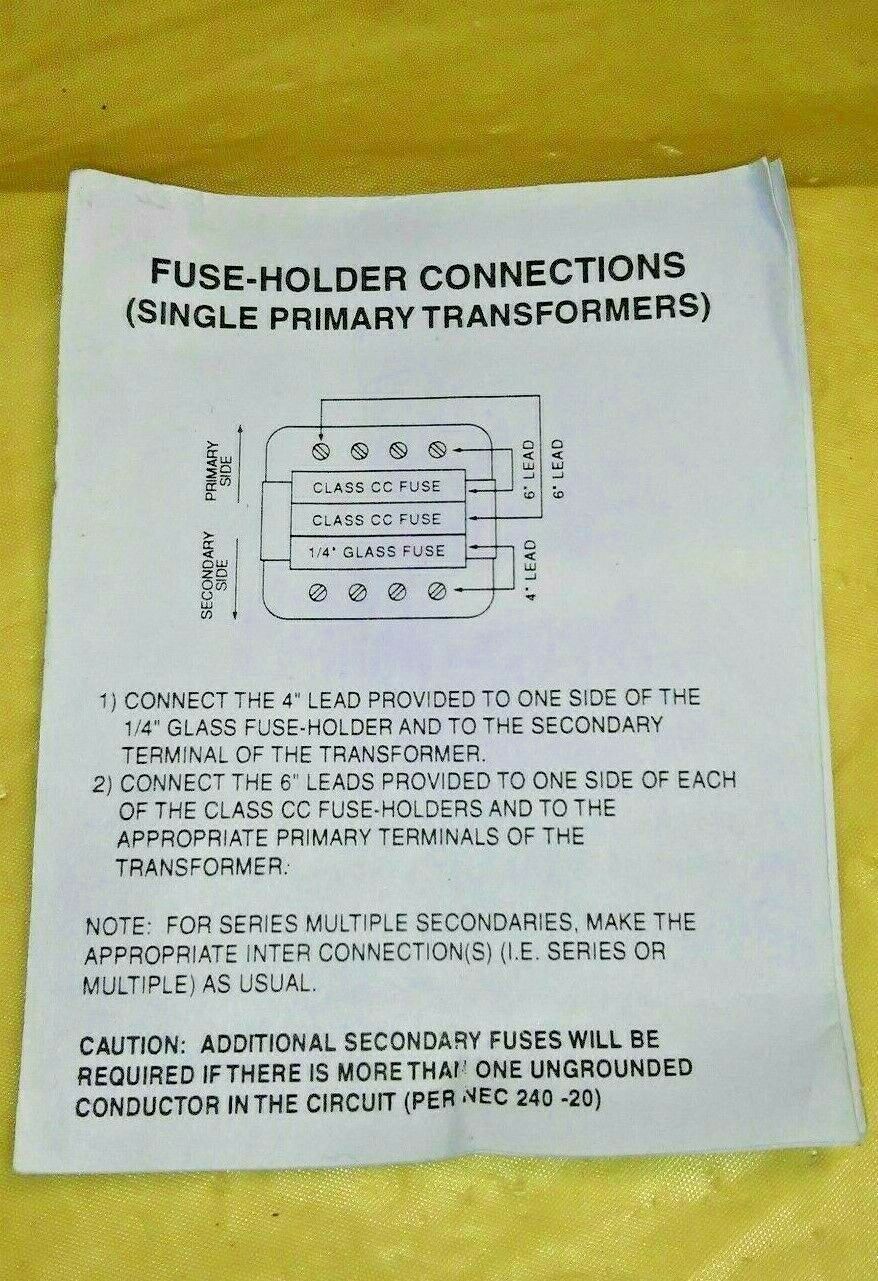 FUSE-HOLDER CONNECTIONS
(SINGLE PRIMARY TRANSFORMERS)
PRIMARY
SIDE
SECONDARY
SIDE
CLASS CC FUSE
CLASS CC FUSE
1/4" GLASS FUSE
6" LEAD
6" LEAD
4" LEAD
1) CONNECT THE 4" LEAD PROVIDED TO ONE SIDE OF THE
1/4" GLASS FUSE-HOLDER AND TO THE SECONDARY
TERMINAL OF THE TRANSFORMER.
2) CONNECT THE 6" LEADS PROVIDED TO ONE SIDE OF EACH
OF THE CLASS CC FUSE-HOLDERS AND TO THE
APPROPRIATE PRIMARY TERMINALS OF THE
TRANSFORMER.
NOTE: FOR SERIES MULTIPLE SECONDARIES, MAKE THE
APPROPRIATE INTER CONNECTION(S) (I.E. SERIES OR
MULTIPLE) AS USUAL.
CAUTION: ADDITIONAL SECONDARY FUSES WILL BE
REQUIRED IF THERE IS MORE THAN ONE UNGROUNDED
CONDUCTOR IN THE CIRCUIT (PER NEC 240 -20)